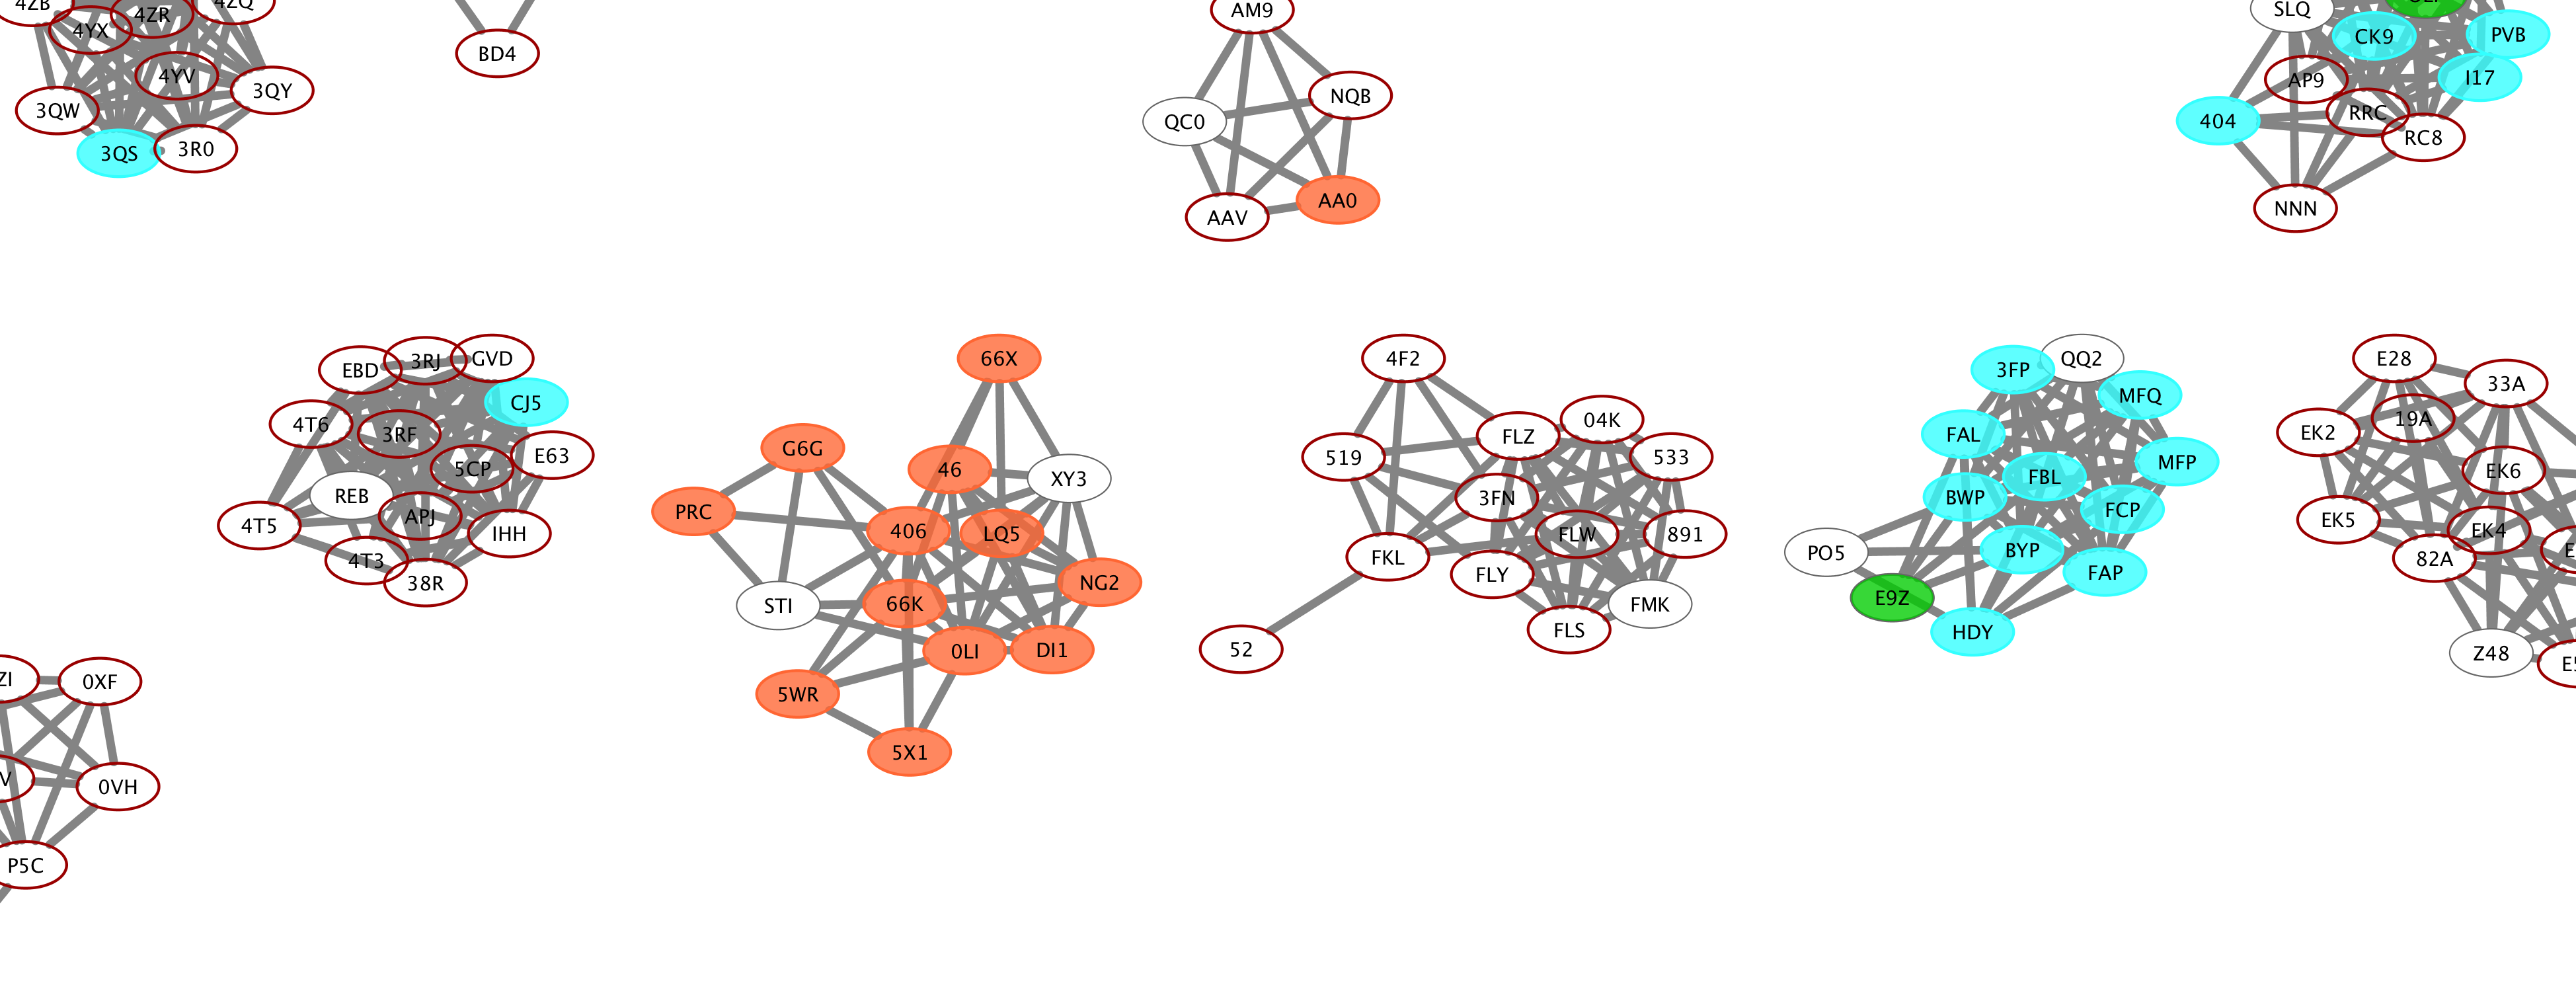 4ZB
4ZR
4ZQ
4YX
4YV
3QW
3QY
3QS
3R0
BD4
AM9
NQB
QC0
AAV
AA0
SLQ
CK9
PVB
I17
AP9
404
RRC
RC8
NNN
EBD
3RJ
GVD
CJ5
4T6
3RF
5CP
E63
REB
4T5
APJ
IHH
4T3
38R
66X
G6G
46
XY3
PRC
406
LQ5
NG2
STI
66K
0LI
DI1
5WR
5X1
4F2
04K
FLZ
519
533
3FN
FLW
891
FKL
FLY
FMK
FLS
52
3FP
QQ2
MFQ
FAL
MFP
FBL
BWP
FCP
PO5
BYP
FAP
E9Z
HDY
E28
33A
19A
EK2
EK6
EK5
EK4
82A
Z48
0XF
0VH
P5C